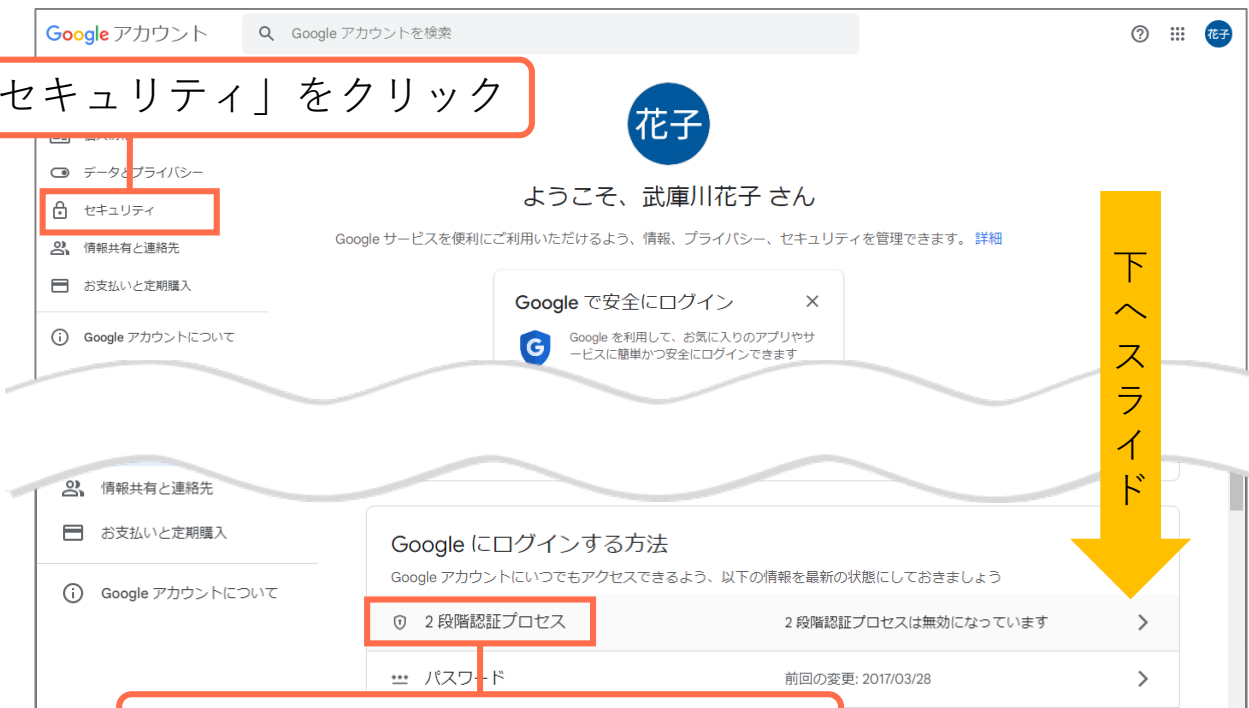 Google アカウント
Google アカウントを検索
花子
セキュリティ」をクリック
花子
データとプライバシー
セキュリティ
情報共有と連絡先
お支払いと定期購入
Google アカウントについて
ようこそ、武庫川花子 さん
Google サービスを便利にご利用いただけるよう、情報、プライバシー、セキュリティを管理できます。 詳細
Google で安全にログイン
G
Google を利用して、お気に入りのアプリやサ
ービスに簡単かつ安全にログインできます
下へスライド
情報共有と連絡先
お支払いと定期購入
Google アカウントについて
Google にログインする方法
Google アカウントにいつでもアクセスできるよう、以下の情報を最新の状態にしておきましょう
2 段階認証プロセス
2 段階認証プロセスは無効になっています
パスワード
前回の変更: 2017/03/28